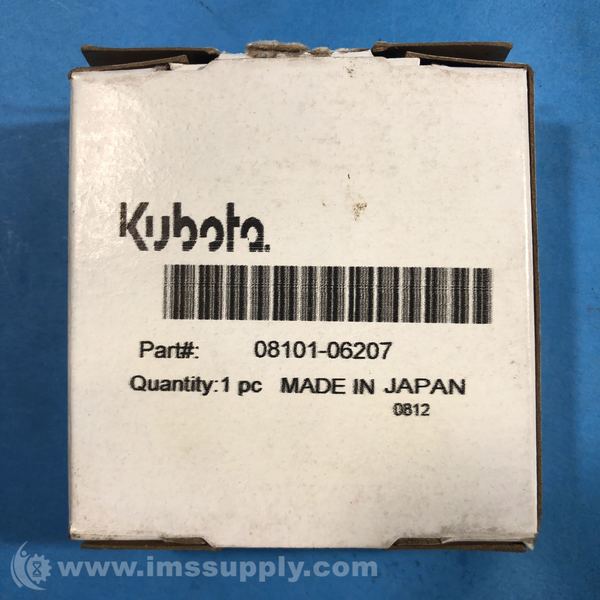 Kubota
Part#: 08101-06207
Quantity:1 pc MADE IN JAPAN
0812
www.imssupply.com